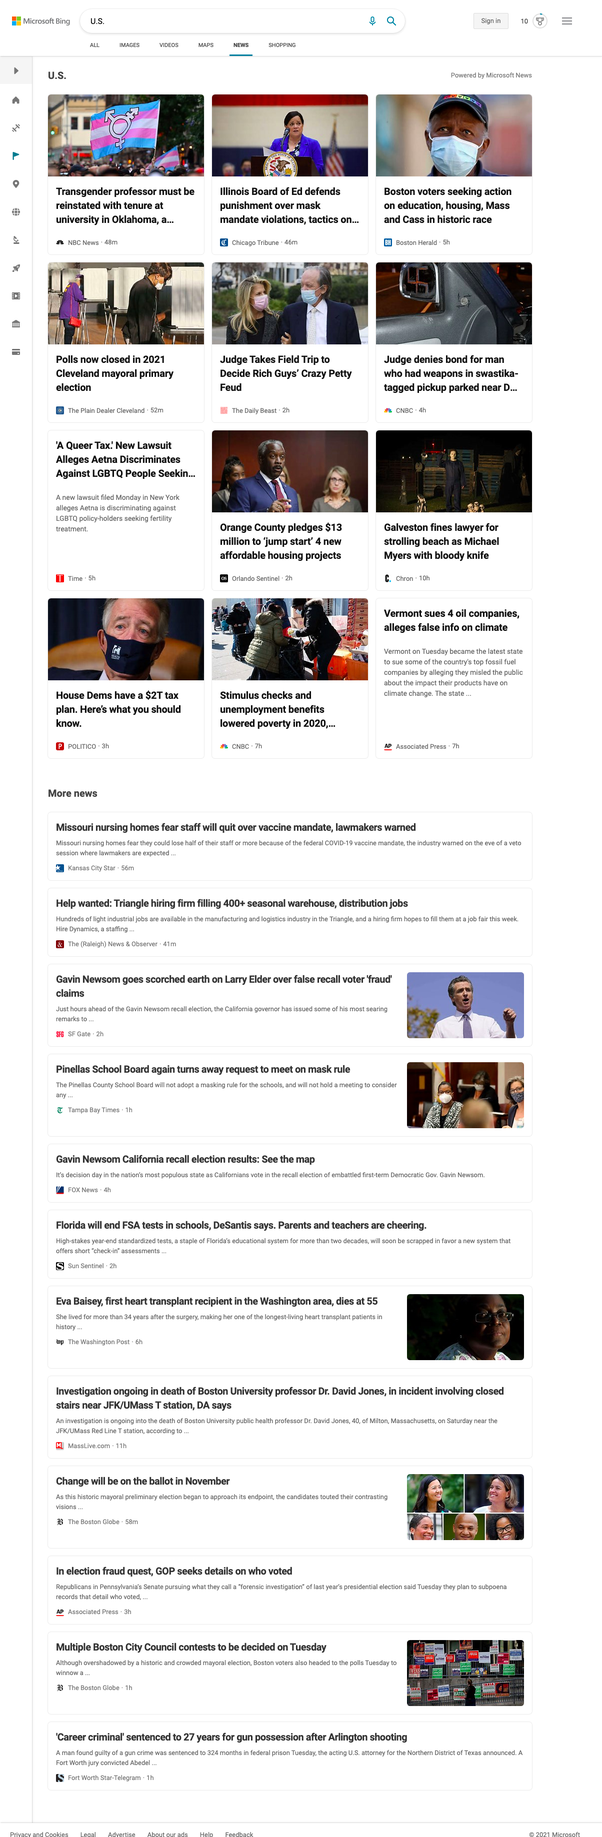 Microsoft Bing
U.S.
Sign in
10
ALL
IMAGES
VIDEOS
MAPS
NEWS
SHOPPING
U.S.
Powered by Microsoft News
Transgender professor must be
reinstated with tenure at
university in Oklahoma, a...
NBC News · 48m
Illinois Board of Ed defends
punishment over mask
mandate violations, tactics on...
Chicago Tribune · 46m
Boston voters seeking action
on education, housing, Mass
and Cass in historic race
Boston Herald · 5h
Polls now closed in 2021
Cleveland mayoral primary
election
The Plain Dealer Cleveland · 52m
Judge Takes Field Trip to
Decide Rich Guys’ Crazy Petty
Feud
The Daily Beast · 2h
Judge denies bond for man
who had weapons in swastika-
tagged pickup parked near D...
CNBC · 4h
'A Queer Tax.' New Lawsuit
Alleges Aetna Discriminates
Against LGBTQ People Seekin...
A new lawsuit filed Monday in New York
alleges Aetna is discriminating against
LGBTQ policy-holders seeking fertility
treatment.
Time · 5h
Orange County pledges $13
million to ‘jump start’ 4 new
affordable housing projects
Orlando Sentinel · 2h
Galveston fines lawyer for
strolling beach as Michael
Myers with bloody knife
Chron · 10h
House Dems have a $2T tax
plan. Here’s what you should
know.
POLITICO · 3h
Stimulus checks and
unemployment benefits
lowered poverty in 2020,...
CNBC · 7h
Vermont sues 4 oil companies,
alleges false info on climate
Vermont on Tuesday became the latest state
to sue some of the country's top fossil fuel
companies by alleging they misled the public
about the impact their products have on
climate change. The state ...
AP
Associated Press · 7h
More news
Missouri nursing homes fear staff will quit over vaccine mandate, lawmakers warned
Missouri nursing homes fear they could lose half of their staff or more because of the federal COVID-19 vaccine mandate, the industry warned on the eve of a veto
session where lawmakers are expected ...
Kansas City Star · 56m
Help wanted: Triangle hiring firm filling 400+ seasonal warehouse, distribution jobs
Hundreds of light industrial jobs are available in the manufacturing and logistics industry in the Triangle, and a hiring firm hopes to fill them at a job fair this week.
Hire Dynamics, a staffing ...
The (Raleigh) News & Observer · 41m
Gavin Newsom goes scorched earth on Larry Elder over false recall voter 'fraud'
claims
Just hours ahead of the Gavin Newsom recall election, the California governor has issued some of his most searing
remarks to ...
SF Gate · 2h
Pinellas School Board again turns away request to meet on mask rule
The Pinellas County School Board will not adopt a masking rule for the schools, and will not hold a meeting to consider
any ...
Tampa Bay Times · 1h
Gavin Newsom California recall election results: See the map
It's decision day in the nation's most populous state as Californians vote in the recall election of embattled first-term Democratic Gov. Gavin Newsom.
FOX News · 4h
Florida will end FSA tests in schools, DeSantis says. Parents and teachers are cheering.
High-stakes year-end standardized tests, a staple of Florida's educational system for more than two decades, will soon be scrapped in favor a new system that
offers short “check-in” assessments ...
Sun Sentinel · 2h
Eva Baisey, first heart transplant recipient in the Washington area, dies at 55
She lived for more than 34 years after the surgery, making her one of the longest-living heart transplant patients in
history ...
The Washington Post · 6h
Investigation ongoing in death of Boston University professor Dr. David Jones, in incident involving closed
stairs near JFK/UMass T station, DA says
An investigation is ongoing into the death of Boston University public health professor Dr. David Jones, 40, of Milton, Massachusetts, on Saturday near the
JFK/UMass Red Line T station, according to ...
MassLive.com · 11h
Change will be on the ballot in November
As this historic mayoral preliminary election began to approach its endpoint, the candidates touted their contrasting
visions ...
The Boston Globe · 58m
In election fraud quest, GOP seeks details on who voted
Republicans in Pennsylvania's Senate pursuing what they call a "forensic investigation" of last year's presidential election said Tuesday they plan to subpoena
records that detail who voted, ...
AP
Associated Press · 3h
Multiple Boston City Council contests to be decided on Tuesday
Although overshadowed by a historic and crowded mayoral election, Boston voters also headed to the polls Tuesday to
winnow a ...
The Boston Globe · 1h
'Career criminal' sentenced to 27 years for gun possession after Arlington shooting
A man found guilty of a gun crime was sentenced to 324 months in federal prison Tuesday, the acting U.S. attorney for the Northern District of Texas announced. A
Fort Worth jury convicted Abedel ...
Fort Worth Star-Telegram · 1h
Privacy and Cookies
Legal
Advertise
About our ads
Help
Feedback
© 2021 Microsoft